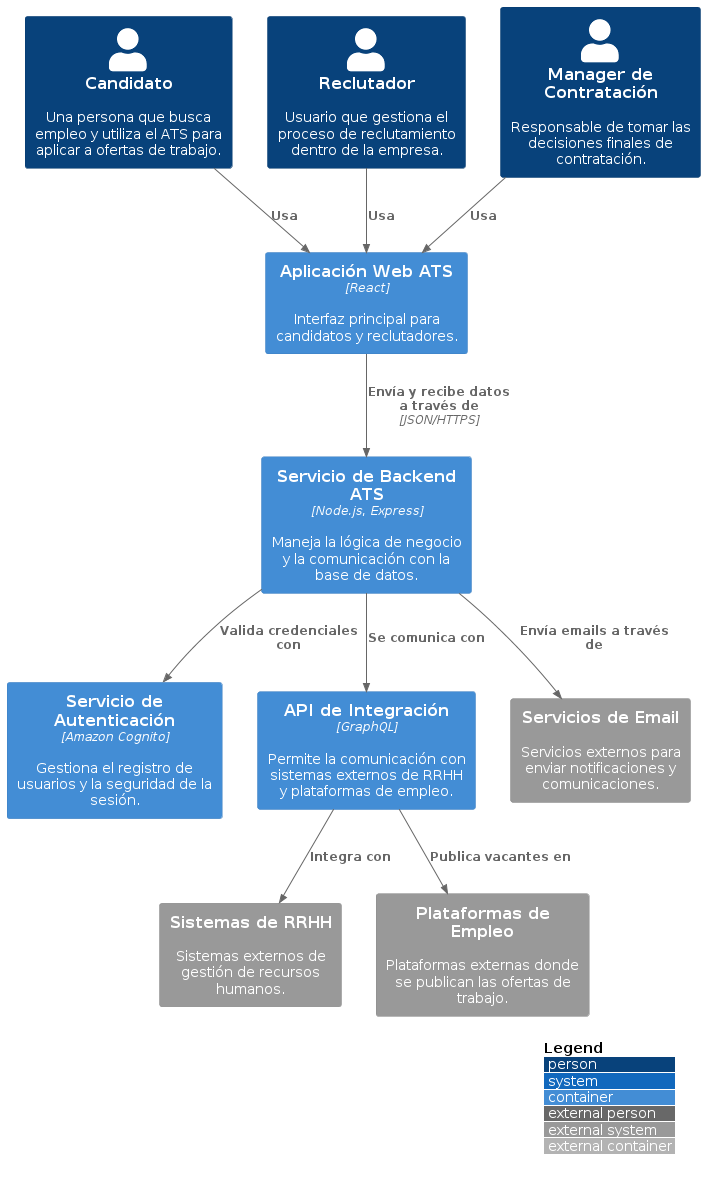 Candidato
Una persona que busca
empleo y utiliza el ATS para
aplicar a ofertas de trabajo.
Reclutador
Usuario que gestiona el
proceso de reclutamiento
dentro de la empresa.
Manager de
Contratación
Responsable de tomar las
decisiones finales de
contratación.
Usa
Usa
Usa
Aplicación Web ATS
[React]
Interfaz principal para
candidatos y reclutadores.
Envía y recibe datos
a través de
[JSON/HTTPS]
Servicio de Backend
ATS
[Node.js, Express]
Maneja la lógica de negocio
y la comunicación con la
base de datos.
Valida credenciales
con
Se comunica con
Envía emails a través
de
Servicio de
Autenticación
[Amazon Cognito]
Gestiona el registro de
usuarios y la seguridad de la
sesión.
API de Integración
[GraphQL]
Permite la comunicación con
sistemas externos de RRHH
y plataformas de empleo.
Servicios de Email
Servicios externos para
enviar notificaciones y
comunicaciones.
Integra con
Publica vacantes en
Sistemas de RRHH
Sistemas externos de
gestión de recursos
humanos.
Plataformas de
Empleo
Plataformas externas donde
se publican las ofertas de
trabajo.
Legend
person
system
container
external person
external system
external container